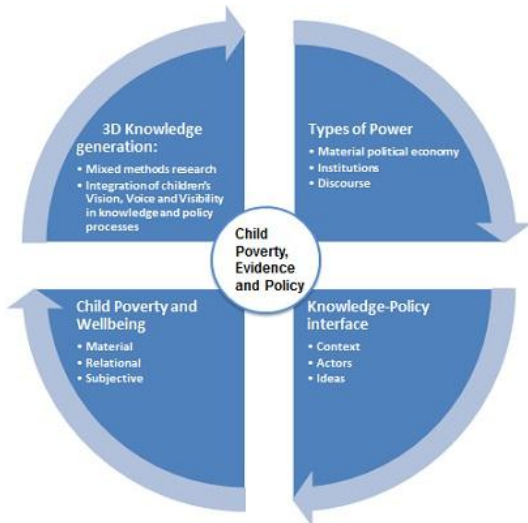 3D Knowledge
generation:
• Mixed methods research
• Integration of children's
Vision, Voice and Visibility
in knowledge and policy
processes
Types of Power
• Material political economy
• Institutions
• Discourse
Child
Poverty,
Evidence
and Policy
Child Poverty and
Wellbeing
• Material
• Relational
• Subjective
Knowledge-Policy
interface
• Context
• Actors
• Ideas